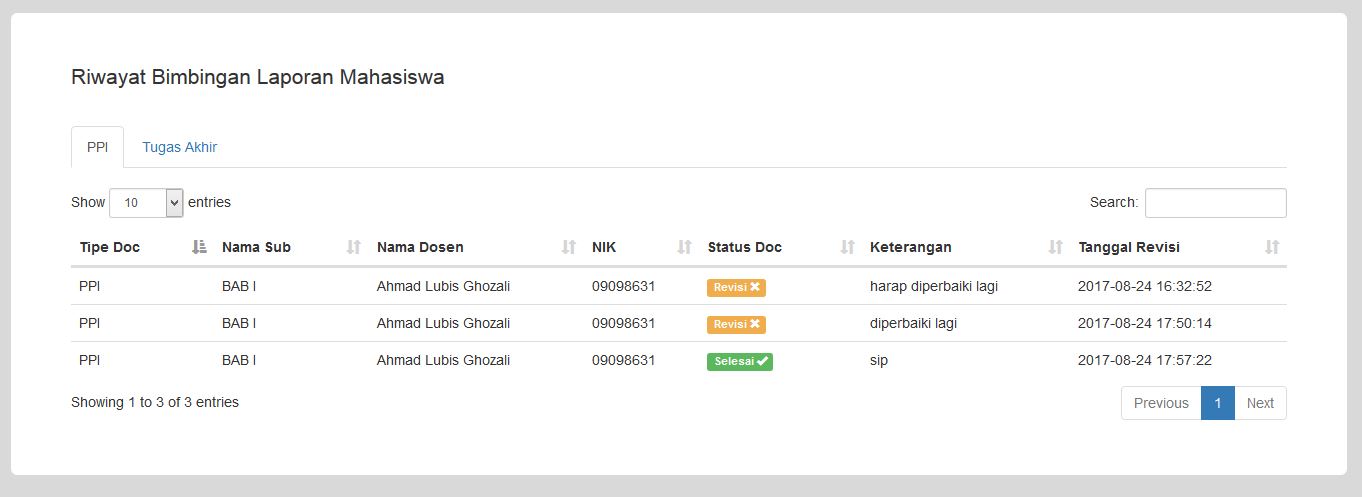 Riwayat Bimbingan Laporan Mahasiswa
PPI Tugas Akhir
Show 10 entries Search:
Tipe Doc Nama Sub Nama Dosen NIK Status Doc Keterangan Tanggal Revisi
PPI BAB I Ahmad Lubis Ghozali 09098631 Revisi harap diperbaiki lagi 2017-08-24 16:32:52
PPI BAB I Ahmad Lubis Ghozali 09098631 Revisi diperbaiki lagi 2017-08-24 17:50:14
PPI BAB I Ahmad Lubis Ghozali 09098631 Selesai sip 2017-08-24 17:57:22
Showing 1 to 3 of 3 entries Previous 1 Next